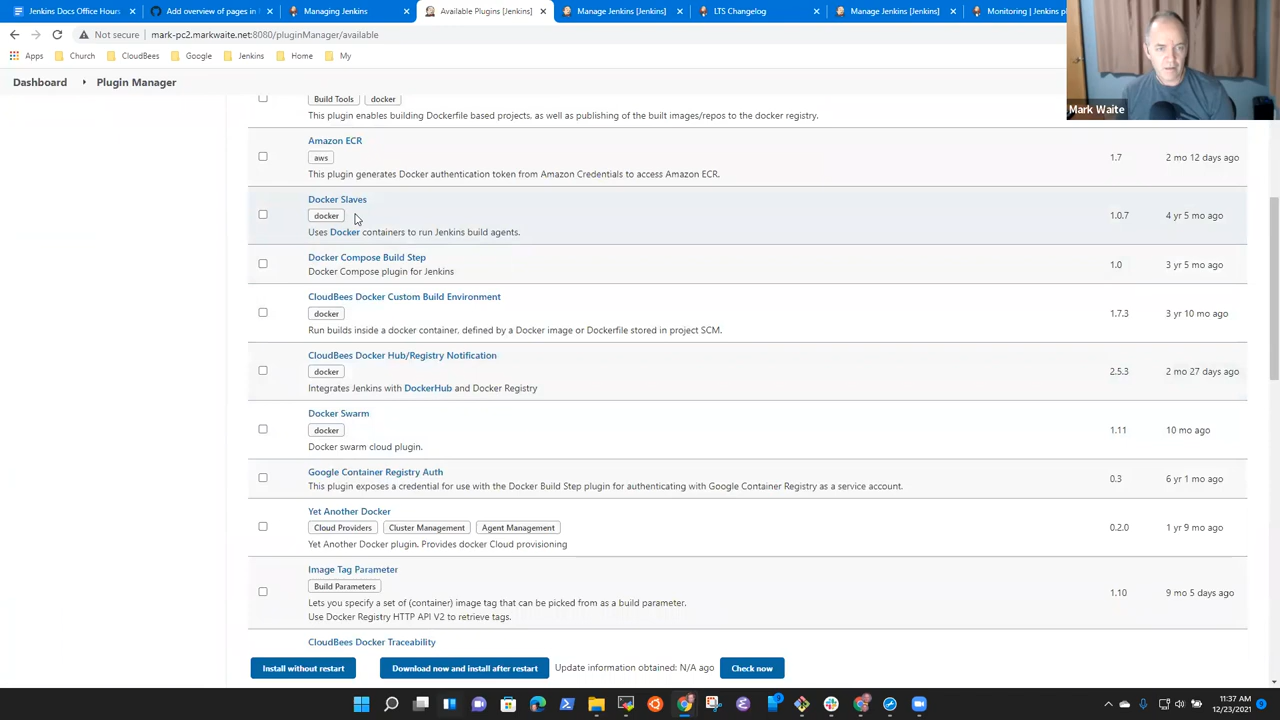 Jenkins Docs Office Hours
Add overview of pages in
Managing Jenkins
Available Plugins [Jenkins]
Manage Jenkins [Jenkins]
LTS Changelog
Manage Jenkins [Jenkins]
Monitoring | Jenkins pl
Not secure | mark-pc2.markwaite.net:8080/pluginManager/available
Apps
Church
CloudBees
Google
Jenkins
Home
My
Mark Waite
Dashboard
Plugin Manager
Build Tools docker
This plugin enables building Dockerfile based projects, as well as publishing of the built images/repos to the docker registry.
Amazon ECR
aws
1.7 2 mo 12 days ago
This plugin generates Docker authentication token from Amazon Credentials to access Amazon ECR.
Docker Slaves
docker
1.0.7 4 yr 5 mo ago
Uses Docker containers to run Jenkins build agents.
Docker Compose Build Step
1.0 3 yr 5 mo ago
Docker Compose plugin for Jenkins
CloudBees Docker Custom Build Environment
docker
1.7.3 3 yr 10 mo ago
Run builds inside a docker container, defined by a Docker image or Dockerfile stored in project SCM.
CloudBees Docker Hub/Registry Notification
docker
2.5.3 2 mo 27 days ago
Integrates Jenkins with DockerHub and Docker Registry
Docker Swarm
docker
1.11 10 mo ago
Docker swarm cloud plugin.
Google Container Registry Auth
0.3 6 yr 1 mo ago
This plugin exposes a credential for use with the Docker Build Step plugin for authenticating with Google Container Registry as a service account.
Yet Another Docker
Cloud Providers Cluster Management Agent Management
0.2.0 1 yr 9 mo ago
Yet Another Docker plugin. Provides docker Cloud provisioning
Image Tag Parameter
Build Parameters
1.10 9 mo 5 days ago
Lets you specify a set of (container) image tag that can be picked from as a build parameter.
Use Docker Registry HTTP API V2 to retrieve tags.
CloudBees Docker Traceability
Install without restart
Download now and install after restart
Update information obtained: N/A ago
Check now
11:37 AM
12/23/2021